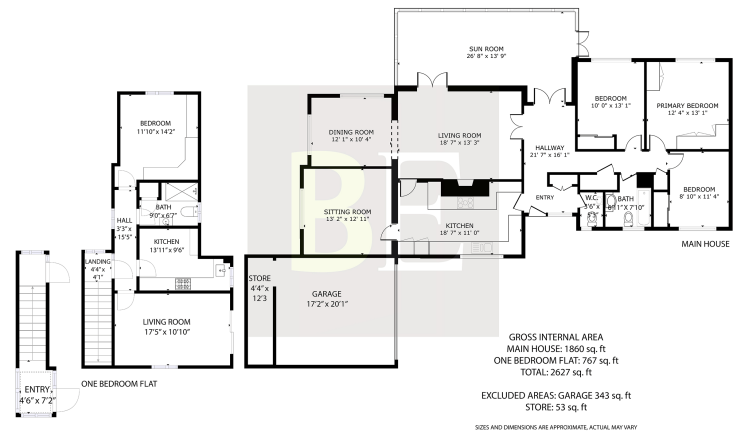 SUN ROOM
26' 8" x 13' 9"
BEDROOM
11'10" x 14'2"
BEDROOM
10' 0" x 13' 1"
PRIMARY BEDROOM
12' 4" x 13' 1"
DINING ROOM
12' 1" x 10' 4"
LIVING ROOM
18' 7" x 13' 3"
HALLWAY
21' 7" x 16' 1"
BE
BATH
9'0" x 6'7"
HALL
3'3" x
15'5"
SITTING ROOM
13' 2" x 12' 11"
KITCHEN
18' 7" x 11' 0"
ENTRY
W.C.
BATH
7'10"
BEDROOM
8' 10" x 11' 4"
MAIN HOUSE
KITCHEN
13'11" x 9'6"
LANDING
4'4" x
4'1"
STORE
4'4" x
12'3
GARAGE
17'2" x 20'1"
LIVING ROOM
17'5" x 10'10"
ENTRY
4'6" x 7'2"
ONE BEDROOM FLAT
GROSS INTERNAL AREA
MAIN HOUSE: 1860 sq. ft
ONE BEDROOM FLAT: 767 sq. ft
TOTAL: 2627 sq. ft
EXCLUDED AREAS: GARAGE 343 sq. ft
STORE: 53 sq. ft
SIZES AND DIMENSIONS ARE APPROXIMATE, ACTUAL MAY VARY